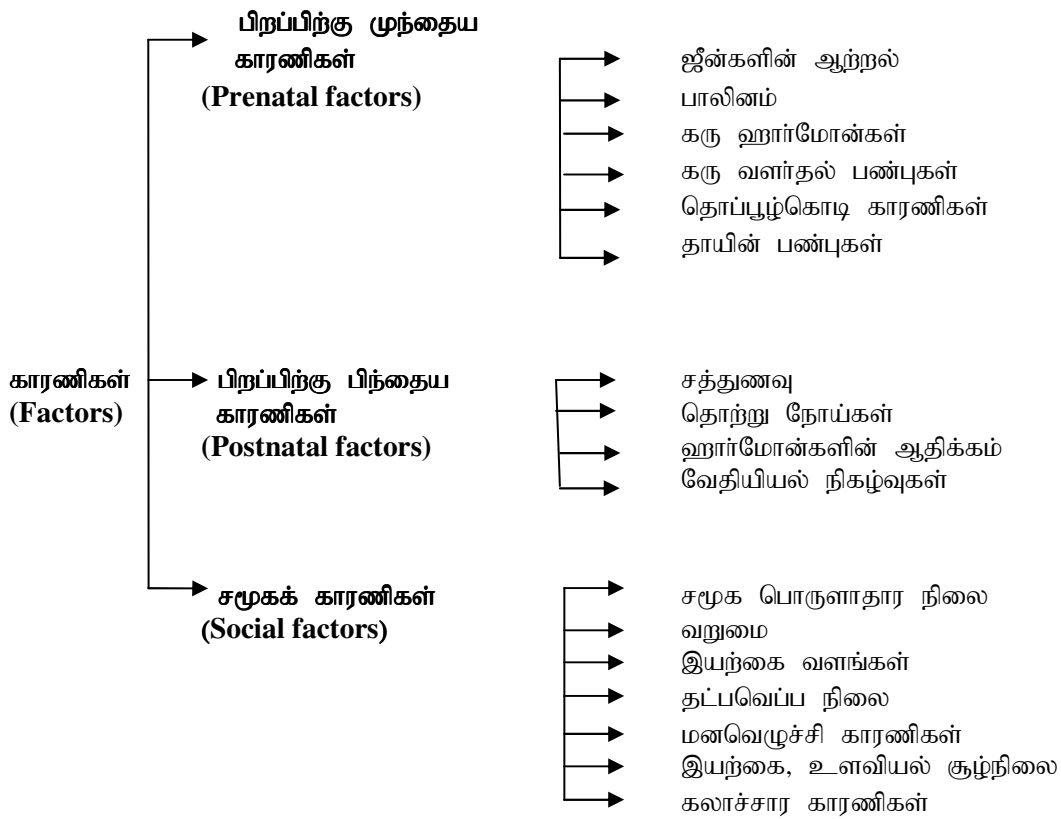 பிறப்பிற்கு முந்தைய
காரணிகள்
(Prenatal factors)
ஜீன்களின் ஆற்றல்
பாலினம்
கரு ஹார்மோன்கள்
கரு வளர்தல் பண்புகள்
தொப்பூழ்கொடி காரணிகள்
தாயின் பண்புகள்
காரணிகள்
(Factors)
பிறப்பிற்கு பிந்தைய
காரணிகள்
(Postnatal factors)
சத்துணவு
தொற்று நோய்கள்
ஹார்மோன்களின் ஆதிக்கம்
வேதியியல் நிகழ்வுகள்
சமூகக் காரணிகள்
(Social factors)
சமூக பொருளாதார நிலை
வறுமை
இயற்கை வளங்கள்
தட்பவெப்ப நிலை
மனவெழுச்சி காரணிகள்
இயற்கை, உளவியல் சூழ்நிலை
கலாச்சார காரணிகள்